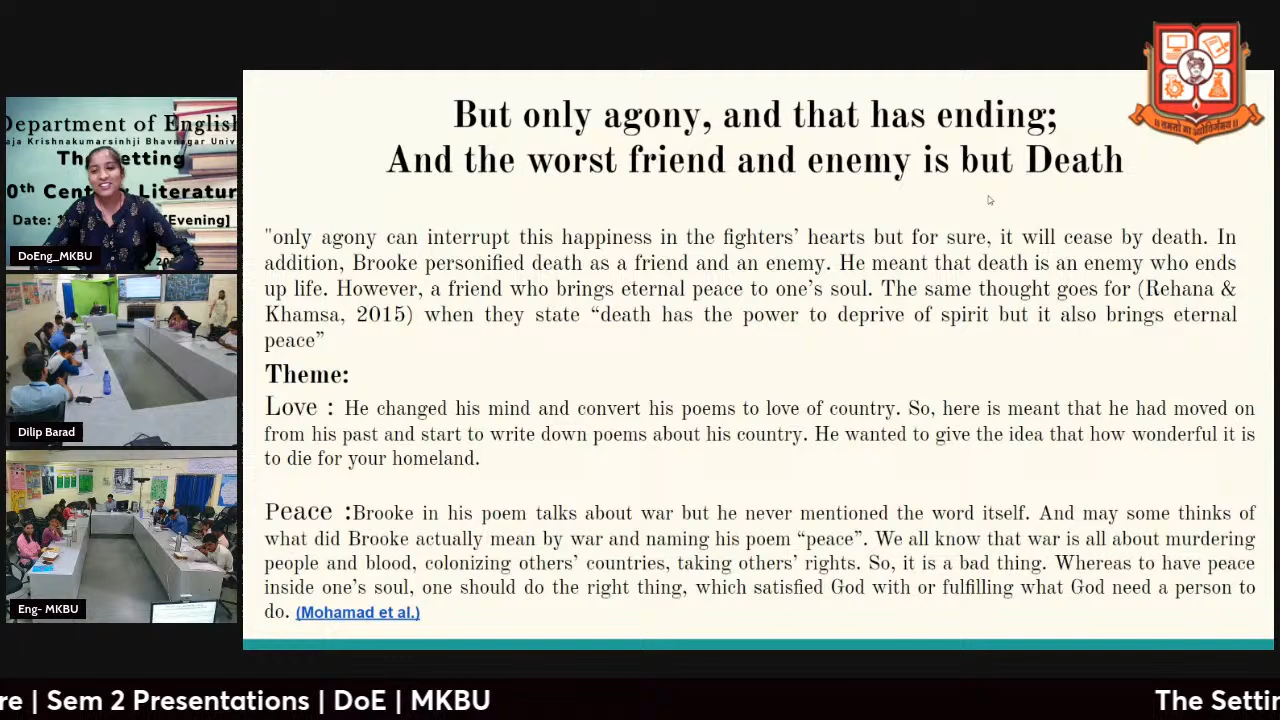 But only agony, and that has ending;
And the worst friend and enemy is but Death
"only agony can interrupt this happiness in the fighters’ hearts but for sure, it will cease by death. In
addition, Brooke personified death as a friend and an enemy. He meant that death is an enemy who ends
up life. However, a friend who brings eternal peace to one’s soul. The same thought goes for (Rehana &
Khamsa, 2015) when they state “death has the power to deprive of spirit but it also brings eternal
peace”
Theme:
Love : He changed his mind and convert his poems to love of country. So, here is meant that he had moved on
from his past and start to write down poems about his country. He wanted to give the idea that how wonderful it is
to die for your homeland.
Peace :Brooke in his poem talks about war but he never mentioned the word itself. And may some thinks of
what did Brooke actually mean by war and naming his poem “peace”. We all know that war is all about murdering
people and blood, colonizing others’ countries, taking others’ rights. So, it is a bad thing. Whereas to have peace
inside one’s soul, one should do the right thing, which satisfied God with or fulfilling what God need a person to
do. (Mohamad et al.)
Department of English
aja Krishnakumarsinhji Bhavnagar Univ
The Setting
0th Century Literatur
Date: [Evening]
DoEng_MKBU
Dilip Barad
Eng- MKBU
re | Sem 2 Presentations | DoE | MKBU
The Settin